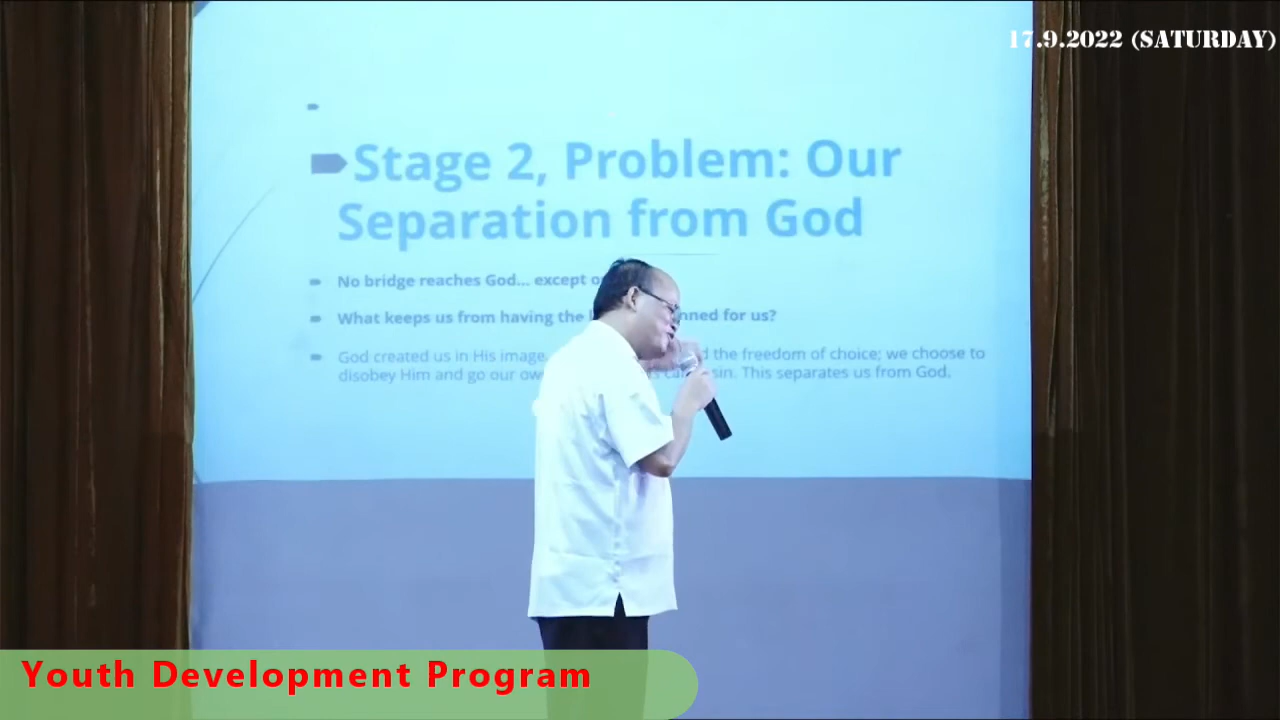 17.9.2022 (SATURDAY)
Stage 2, Problem: Our
Separation from God
No bridge reaches God... except
What keeps us from having the for us?
God created us in His image. the freedom of choice; we choose to
disobey Him and go our sin. This separates us from God.
Youth Development Program